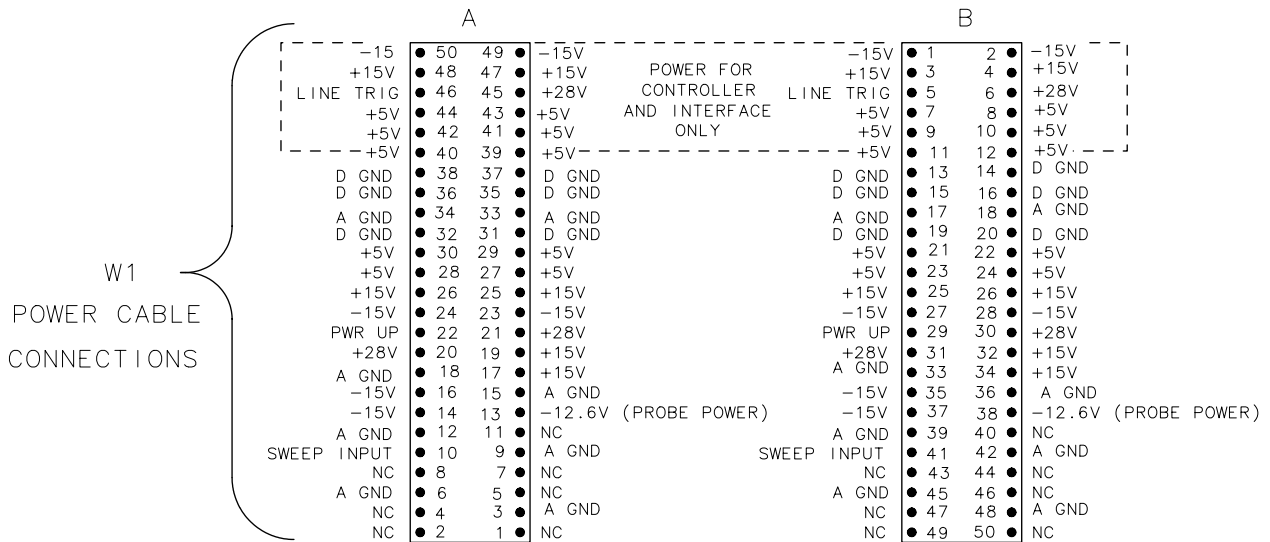 A B
-15 50 49 -15V -15V 1 2 -15V
+15V 48 47 +15V POWER FOR +15V 3 4 +15V
LINE TRIG 46 45 +28V CONTROLLER LINE TRIG 5 6 +28V
+5V 44 43 +5V AND INTERFACE +5V 7 8 +5V
+5V 42 41 +5V ONLY +5V 9 10 +5V
+5V 40 39 +5V +5V 11 12 +5V
D GND 38 37 D GND D GND 13 14 D GND
D GND 36 35 D GND D GND 15 16 D GND
A GND 34 33 A GND A GND 17 18 A GND
D GND 32 31 D GND D GND 19 20 D GND
+5V 30 29 +5V +5V 21 22 +5V
W1 +5V 28 27 +5V +5V 23 24 +5V
+15V 26 25 +15V +15V 25 26 +15V
POWER CABLE -15V 24 23 -15V -15V 27 28 -15V
PWR UP 22 21 +28V PWR UP 29 30 +28V
CONNECTIONS +28V 20 19 +15V +28V 31 32 +15V
A GND 18 17 +15V A GND 33 34 +15V
-15V 16 15 A GND -15V 35 36 A GND
-15V 14 13 -12.6V (PROBE POWER) -15V 37 38 -12.6V (PROBE POWER)
A GND 12 11 NC A GND 39 40 NC
SWEEP INPUT 10 9 A GND SWEEP INPUT 41 42 A GND
NC 8 7 NC NC 43 44 NC
A GND 6 5 NC A GND 45 46 NC
NC 4 3 A GND NC 47 48 A GND
NC 2 1 NC NC 49 50 NC